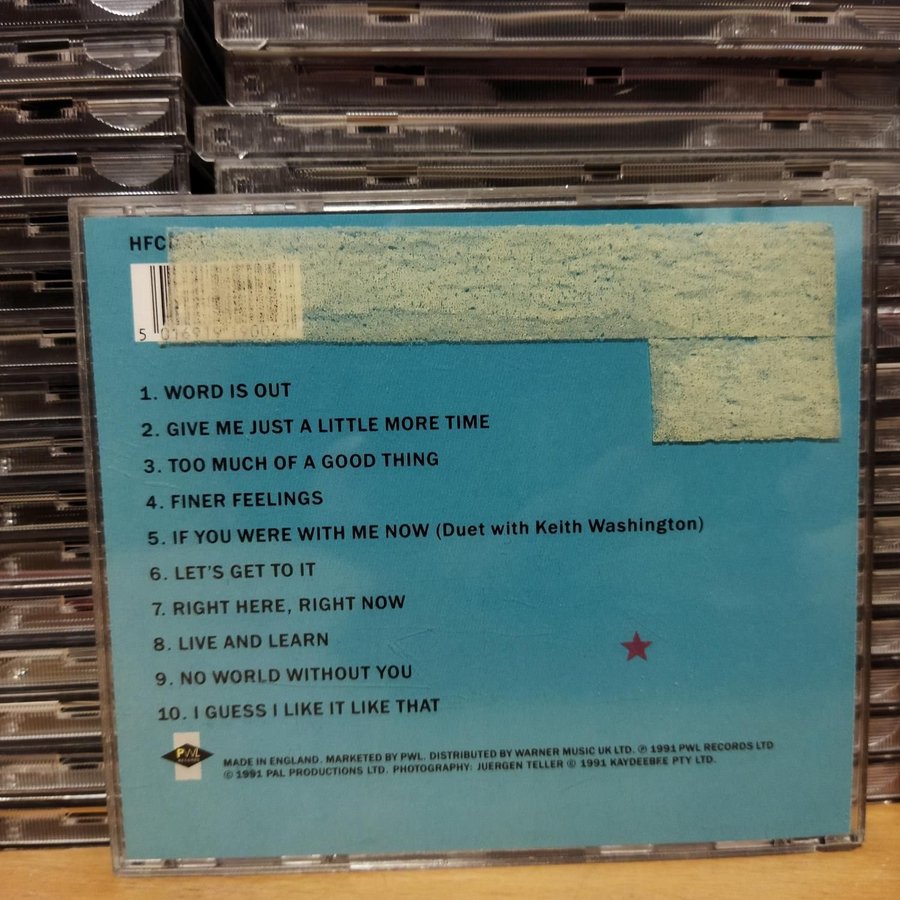 HFC
1. WORD IS OUT
2. GIVE ME JUST A LITTLE MORE TIME
3. TOO MUCH OF A GOOD THING
4. FINER FEELINGS
5. IF YOU WERE WITH ME NOW (Duet with Keith Washington)
6. LET'S GET TO IT
7. RIGHT HERE, RIGHT NOW
8. LIVE AND LEARN
9. NO WORLD WITHOUT YOU
10. I GUESS I LIKE IT LIKE THAT
PWL
RECORDS
MADE IN ENGLAND. MARKETED BY PWL. DISTRIBUTED BY WARNER MUSIC UK LTD. ℗ 1991 PWL RECORDS LTD
© 1991 PAL PRODUCTIONS LTD. PHOTOGRAPHY: JUERGEN TELLER © 1991 KAYDEEBEE PTY LTD.